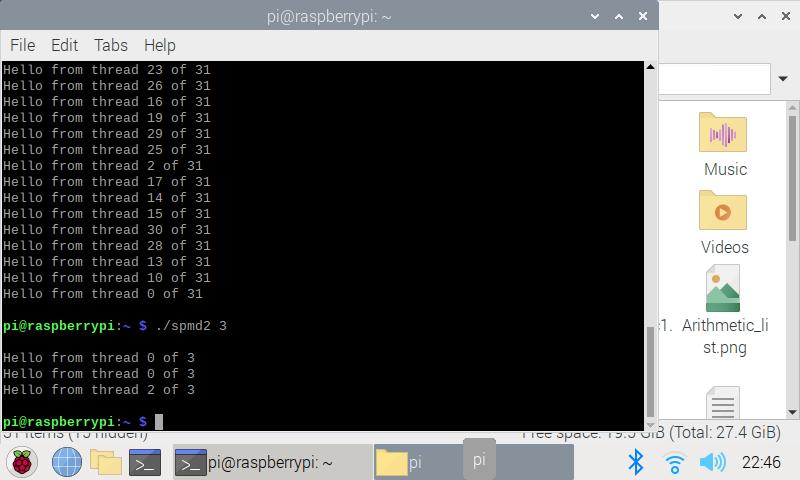 pi@raspberrypi: ~
File Edit Tabs Help
Hello from thread 23 of 31
Hello from thread 26 of 31
Hello from thread 16 of 31
Hello from thread 19 of 31
Hello from thread 29 of 31
Hello from thread 25 of 31
Hello from thread 2 of 31
Hello from thread 17 of 31
Hello from thread 14 of 31
Hello from thread 15 of 31
Hello from thread 30 of 31
Hello from thread 28 of 31
Hello from thread 13 of 31
Hello from thread 10 of 31
Hello from thread 0 of 31
pi@raspberrypi:~ $ ./spmd2 3
Hello from thread 0 of 3
Hello from thread 0 of 3
Hello from thread 2 of 3
pi@raspberrypi:~ $
Music
Videos
1.
Arithmetic_li
st.png
31 items (15 hidden)
Free space: 19.5 GiB (Total: 27.4 GiB)
pi@raspberrypi: ~
pi
pi
22:46